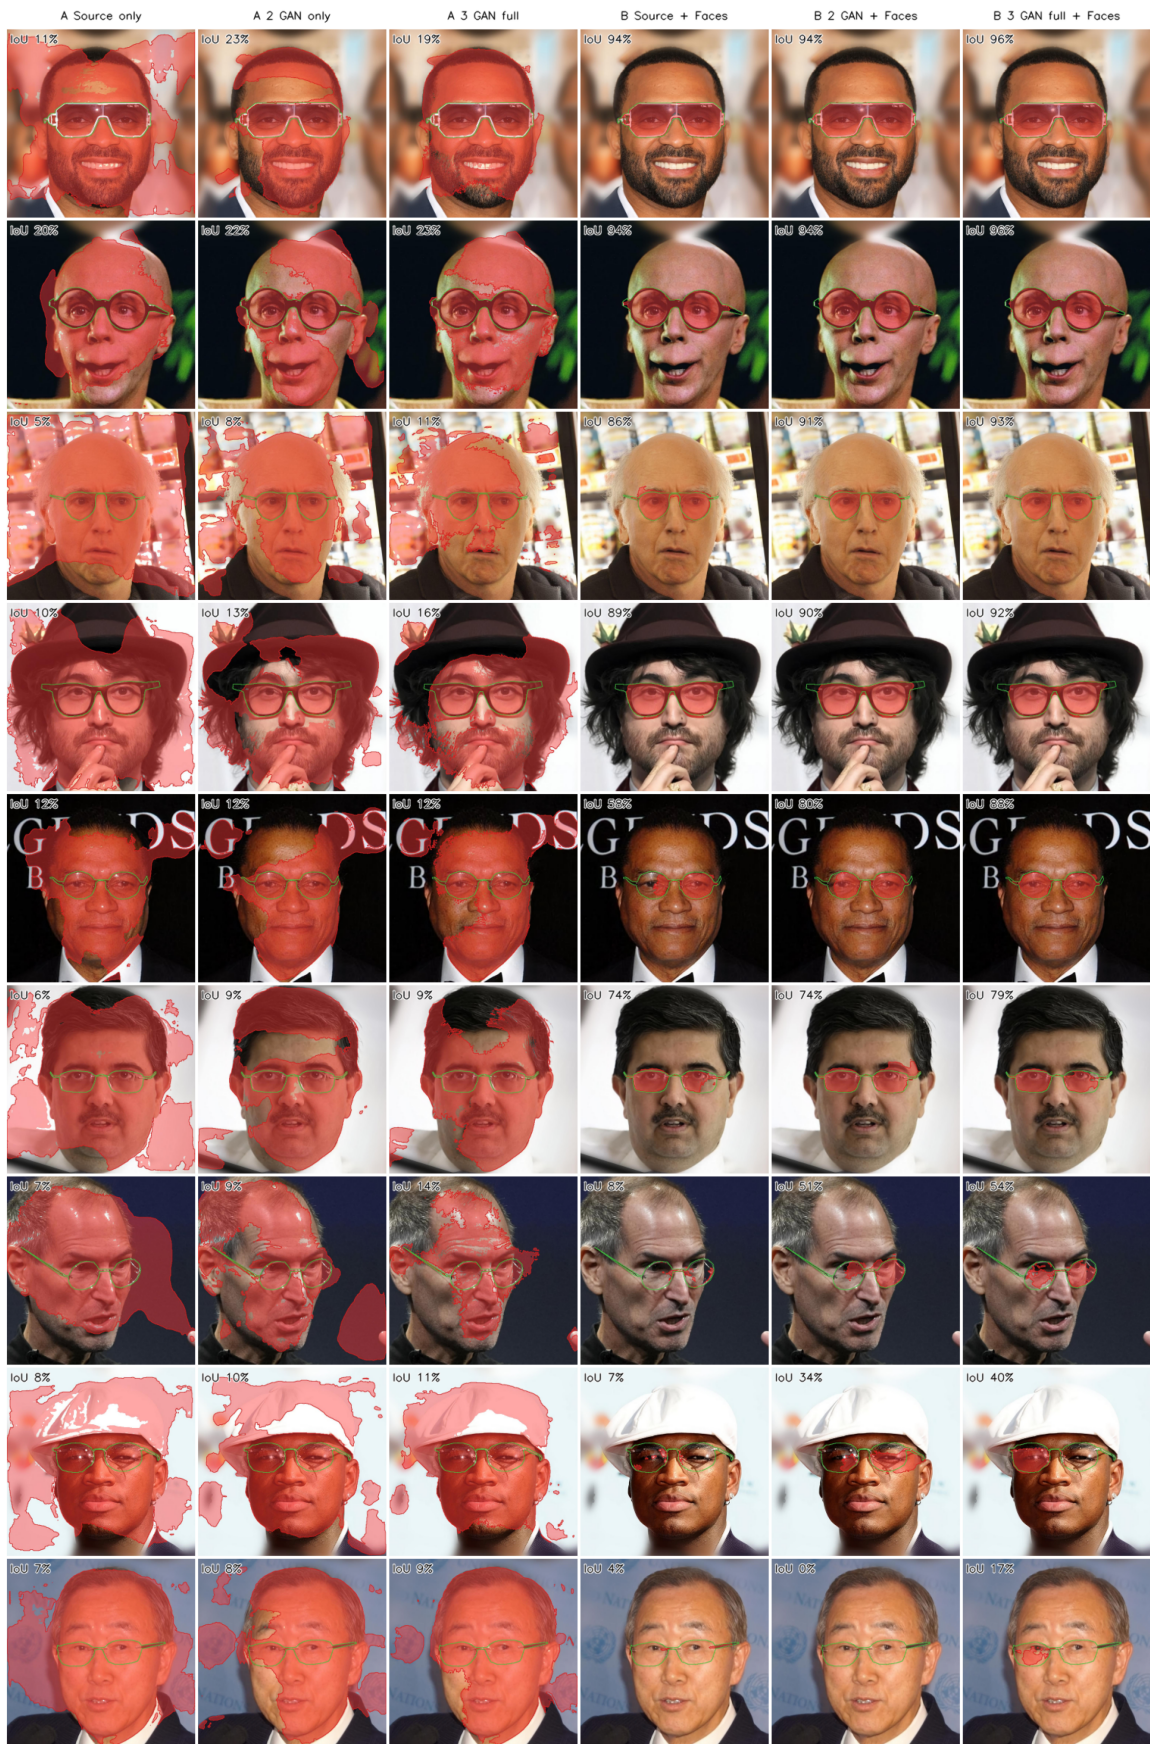 A Source only A 2 GAN only A 3 GAN full B Source + Faces B 2 GAN + Faces B 3 GAN full + Faces
IoU 11% IoU 23% IoU 19% IoU 94% IoU 94% IoU 96%
IoU 20% IoU 22% IoU 23% IoU 94% IoU 94% IoU 96%
IoU 5% IoU 8% IoU 11% IoU 86% IoU 91% IoU 93%
IoU 10% IoU 13% IoU 16% IoU 89% IoU 90% IoU 92%
IoU 12% IoU 12% IoU 12% IoU 58% IoU 80% IoU 88%
G DS G DS G DS G DS G DS G DS
B B B B B B
IoU 6% IoU 9% IoU 9% IoU 74% IoU 74% IoU 79%
IoU 7% IoU 9% IoU 14% IoU 8% IoU 51% IoU 54%
IoU 8% IoU 10% IoU 11% IoU 7% IoU 34% IoU 40%
IoU 7% IoU 8% IoU 9% IoU 4% IoU 0% IoU 17%